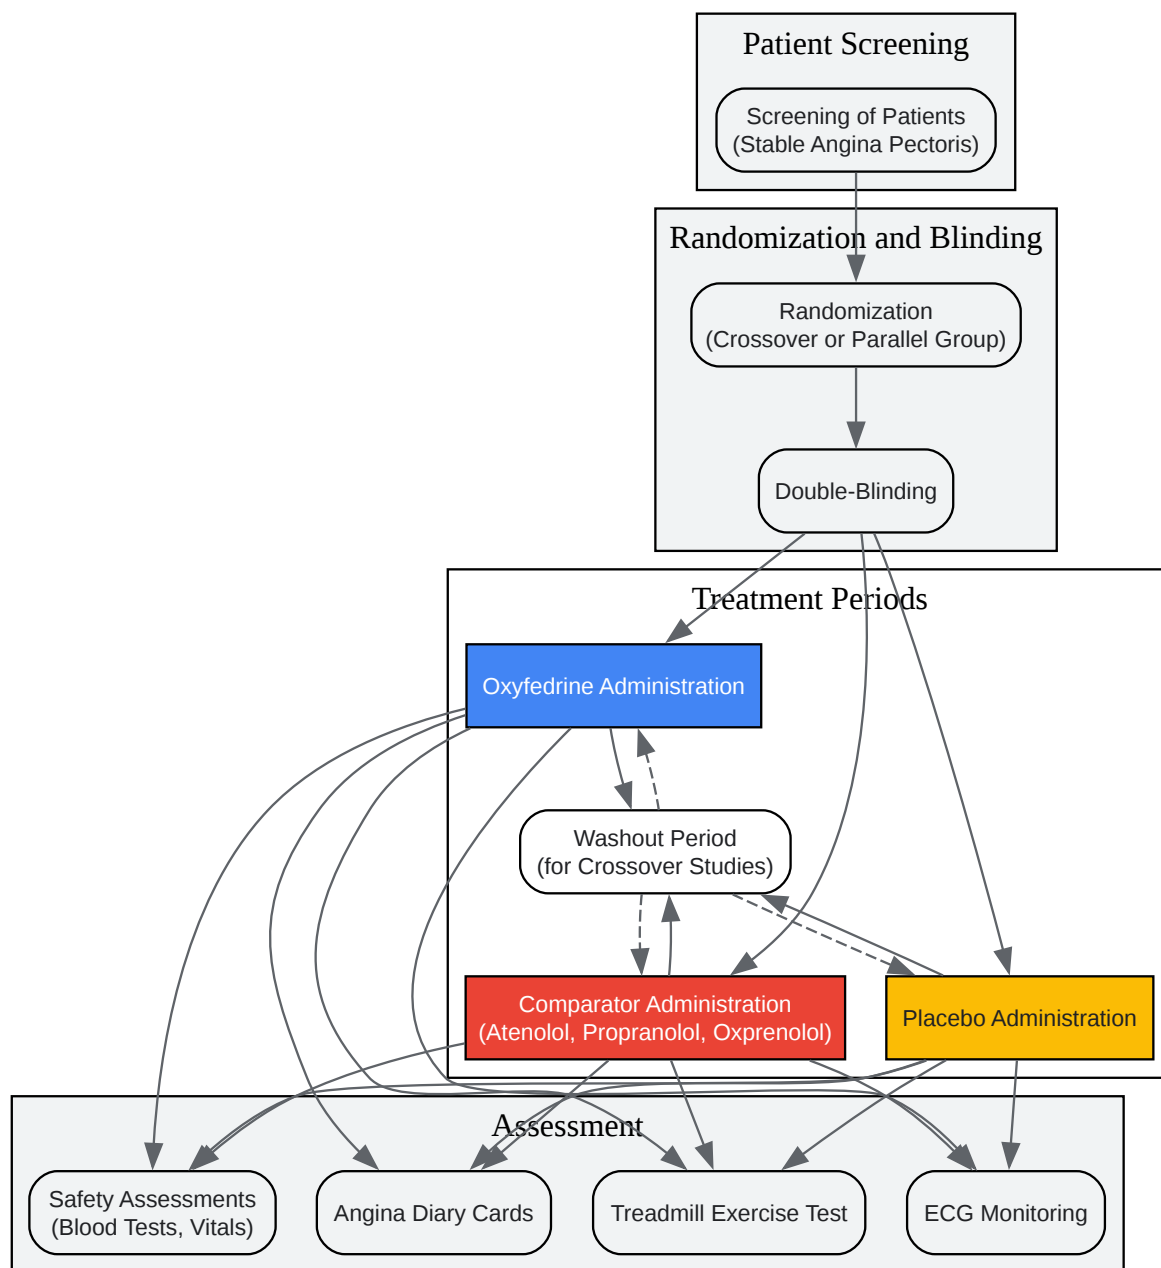 Patient Screening
Screening of Patients
(Stable Angina Pectoris)
Randomization and Blinding
Randomization
(Crossover or Parallel Group)
Double-Blinding
Treatment Periods
Oxyfedrine Administration
Washout Period
(for Crossover Studies)
Comparator Administration
(Atenolol, Propranolol, Oxprenolol)
Placebo Administration
Assessment
Safety Assessments
(Blood Tests, Vitals)
Angina Diary Cards
Treadmill Exercise Test
ECG Monitoring